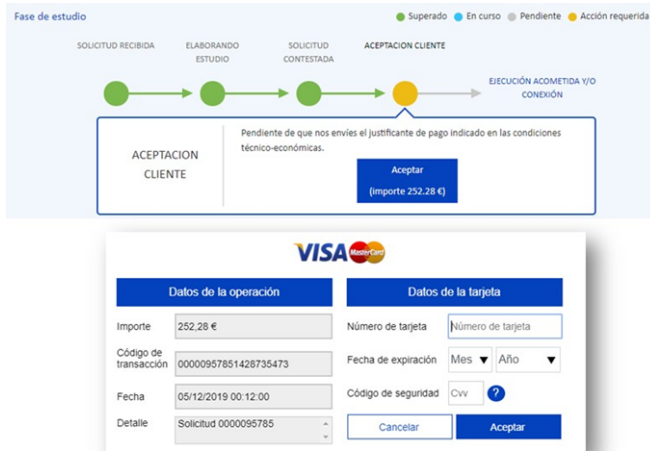 Fase de estudio
Superado En curso Pendiente Acción requerida
SOLICITUD RECIBIDA
ELABORANDO
ESTUDIO
SOLICITUD
CONTESTADA
ACEPTACION CLIENTE
EJECUCIÓN ACOMETIDA Y/O
CONEXIÓN
ACEPTACION
CLIENTE
Pendiente de que nos envíes el justificante de pago indicado en las condiciones
técnico-económicas.
Aceptar
(importe 252.28 €)
VISA MasterCard
Datos de la operación
Importe 252,28 €
Código de
transacción 00000957851428735473
Fecha 05/12/2019 00:12:00
Detalle Solicitud 0000095785
Datos de la tarjeta
Número de tarjeta Número de tarjeta
Fecha de expiración Mes Año
Código de seguridad Cvv ?
Cancelar Aceptar